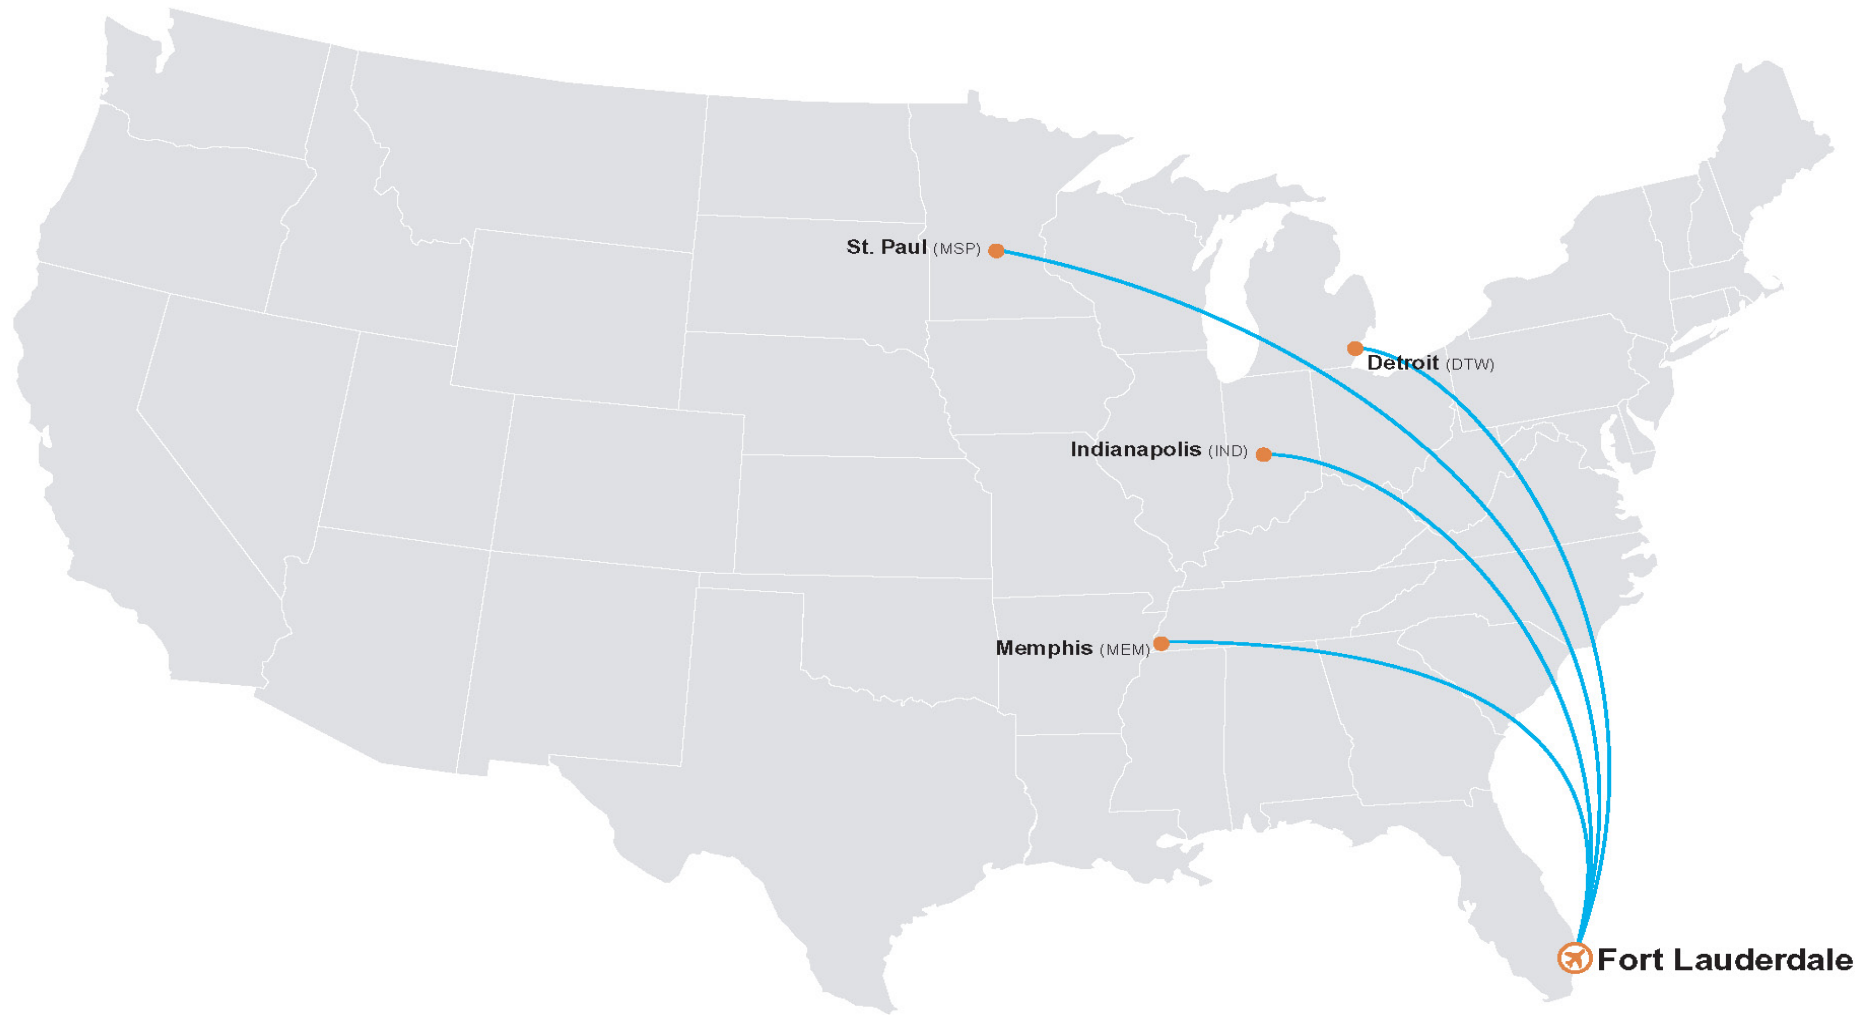 St. Paul (MSP)
Detroit (DTW)
Indianapolis (IND)
Memphis (MEM)
Fort Lauderdale